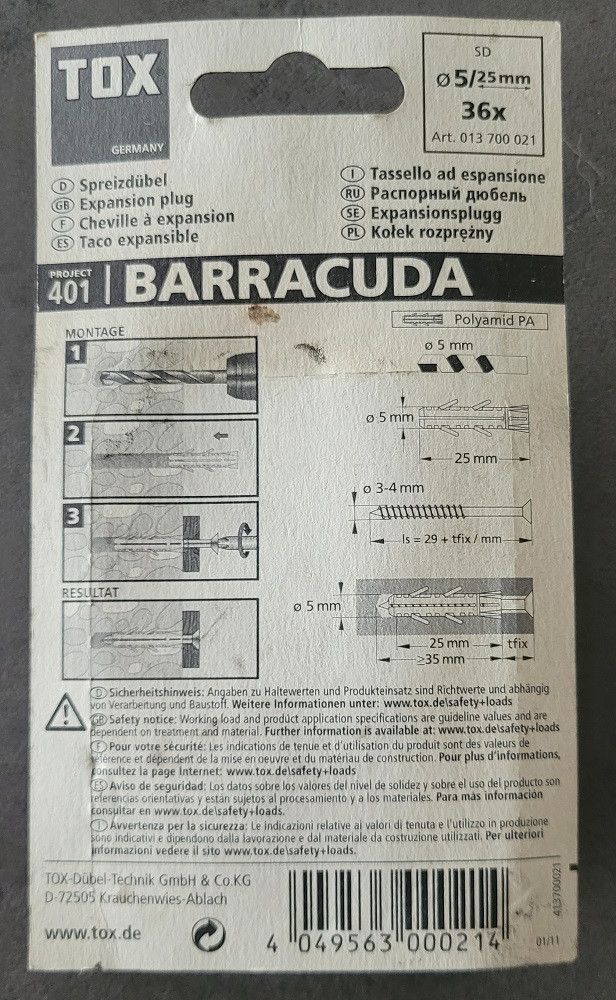 TOX
GERMANY
SD
ø 5/25mm
36x
Art. 013 700 021
D Spreizdübel
GB Expansion plug
F Cheville à expansion
ES Taco expansible
I Tassello ad espansione
RU Распорный дюбель
SE Expansionsplugg
PL Kołek rozprężny
PROJECT
401 | BARRACUDA
MONTAGE
Polyamid PA
1
ø 5 mm
2
ø 5 mm
25 mm
3
ø 3-4 mm
ls = 29 + tfix / mm
RESULTAT
ø 5 mm
25 mm
tfix
≥35 mm
D Sicherheitshinweis: Angaben zu Haltewerten und Produkteinsatz sind Richtwerte und abhängig
von Verarbeitung und Baustoff. Weitere Informationen unter: www.tox.de\safety+loads
GB Safety notice: Working load and product application specifications are guideline values and are
dependent on treatment and material. Further information is available at: www.tox.de\safety+loads
F Pour votre sécurité: Les indications de tenue et d'utilisation du produit sont des valeurs de
référence et dépendent de la mise en oeuvre et du matériau de construction. Pour plus d'informations,
consultez la page Internet: www.tox.de\safety+loads
ES Aviso de seguridad: Los datos sobre los valores del nivel de solidez y sobre el uso del producto son
referencias orientativas y están sujetos al procesamiento y a los materiales. Para más información
consultar en www.tox.de\safety+loads.
I Avvertenza per la sicurezza: Le indicazioni relative ai valori di tenuta e l'utilizzo in produzione
sono indicativi e dipendono dalla lavorazione e dal materiale da costruzione utilizzati. Per ulteriori
informazioni vedere il sito www.tox.de\safety+loads.
TOX-Dübel-Technik GmbH & Co.KG
D-72505 Krauchenwies-Ablach
www.tox.de
4 049563 000214
413700021
01/11